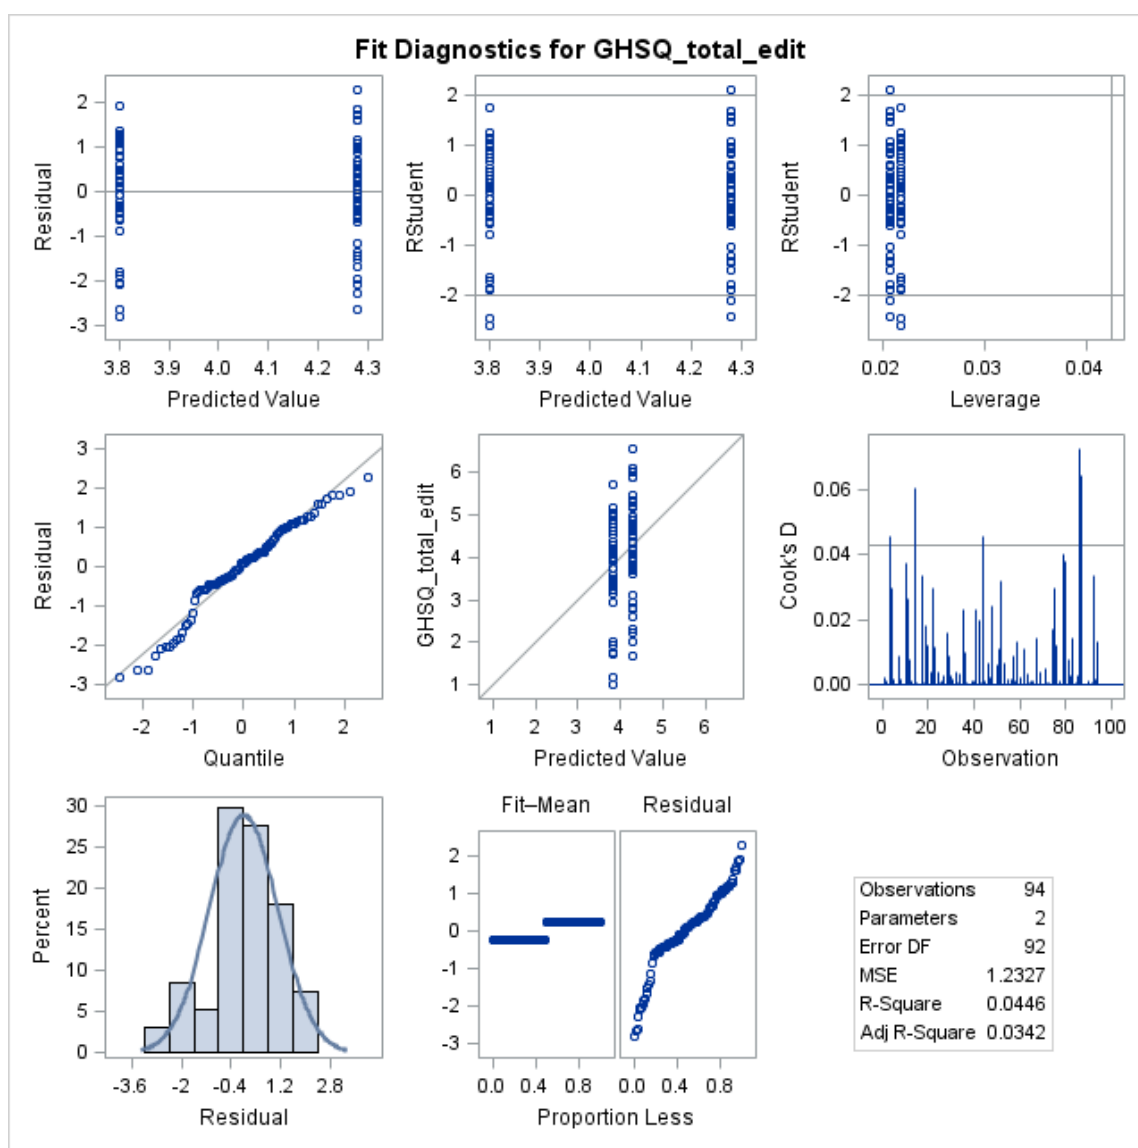 Fit Diagnostics for GHSQ_total_edit
Residual
2
1
0
-1
-2
-3
3.8 3.9 4.0 4.1 4.2 4.3
Predicted Value
RStudent
2
1
0
-1
-2
3.8 3.9 4.0 4.1 4.2 4.3
Predicted Value
RStudent
2
1
0
-1
-2
0.02 0.03 0.04
Leverage
Residual
3
2
1
0
-1
-2
-3
-2 -1 0 1 2
Quantile
GHSQ_total_edit
6
5
4
3
2
1
1 2 3 4 5 6
Predicted Value
Cook's D
0.06
0.04
0.02
0.00
0 20 40 60 80 100
Observation
Percent
30
25
20
15
10
5
0
-3.6 -2 -0.4 1.2 2.8
Residual
Fit–Mean Residual
2
1
0
-1
-2
-3
0.0 0.4 0.8 0.0 0.4 0.8
Proportion Less
Observations 94
Parameters 2
Error DF 92
MSE 1.2327
R-Square 0.0446
Adj R-Square 0.0342